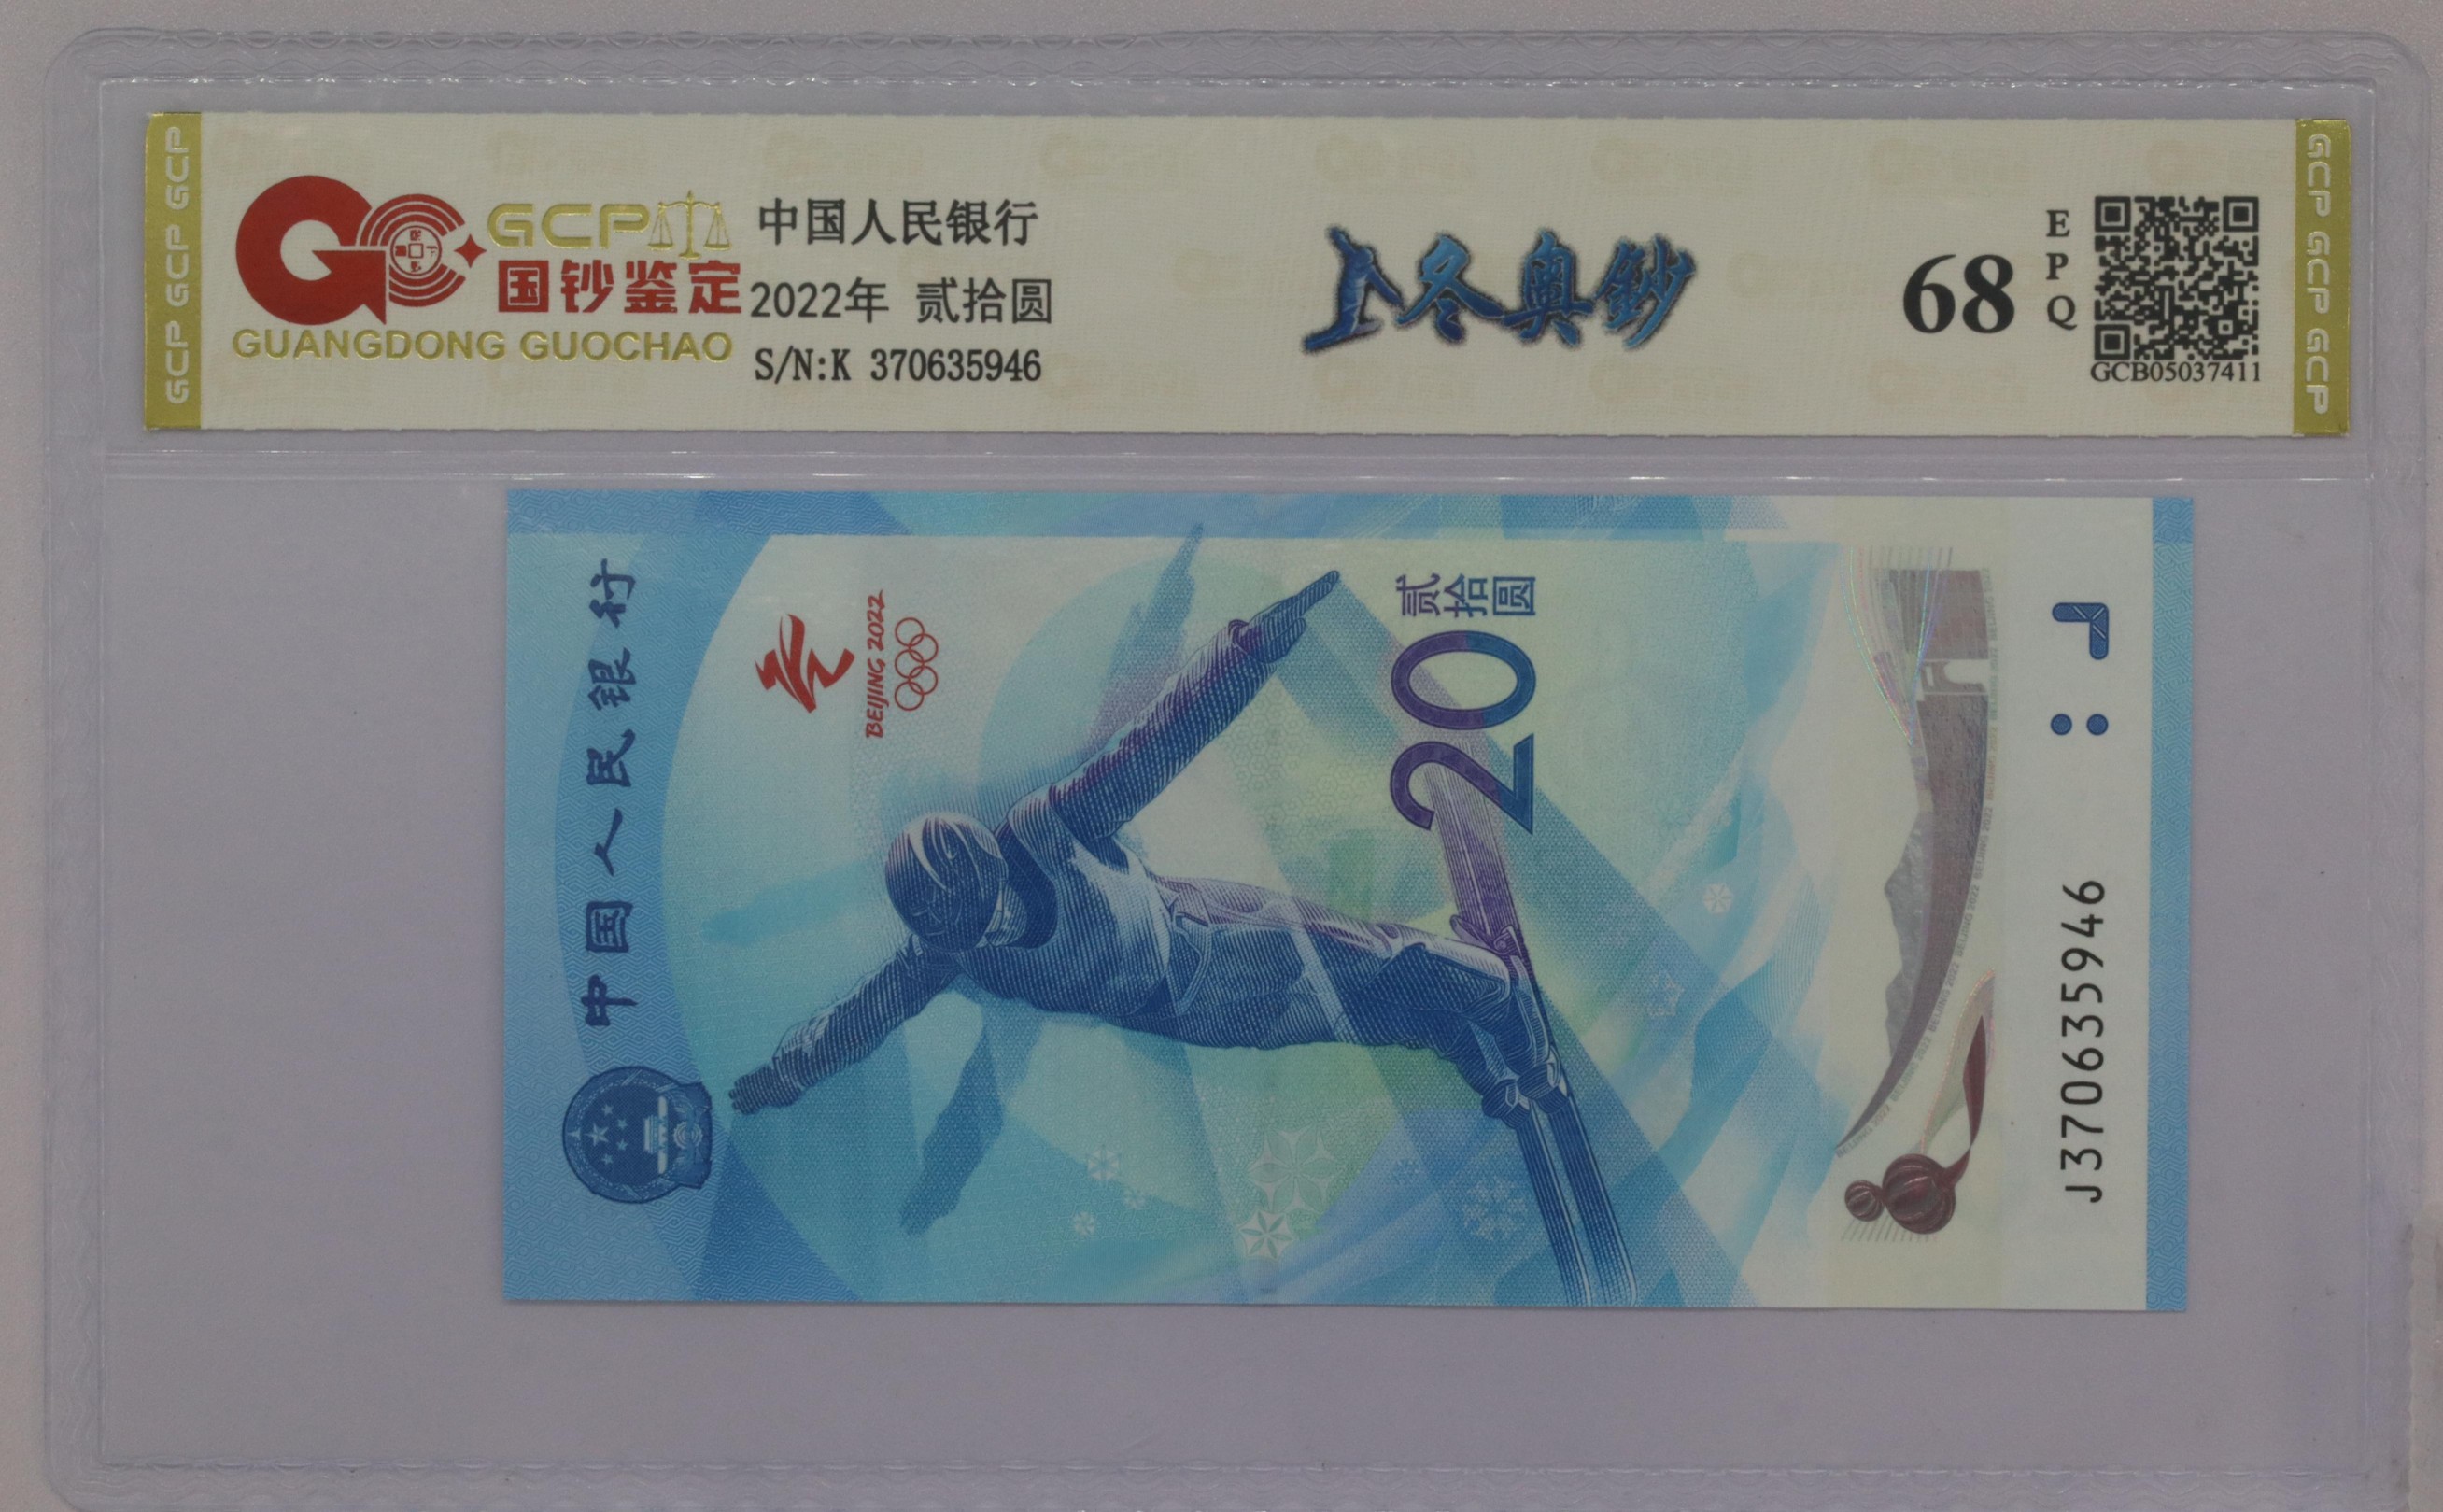 GCP GCP GCP
GCP
国钞鉴定
GUANGDONG GUOCHAO
中国人民银行
2022年 贰拾圆
S/N:K 370635946
冬奥鈔
68
EPQ
GCB05037411
GCP GCP GCP
中国人民银行
BEIJING 2022
贰拾圆
20
J370635946